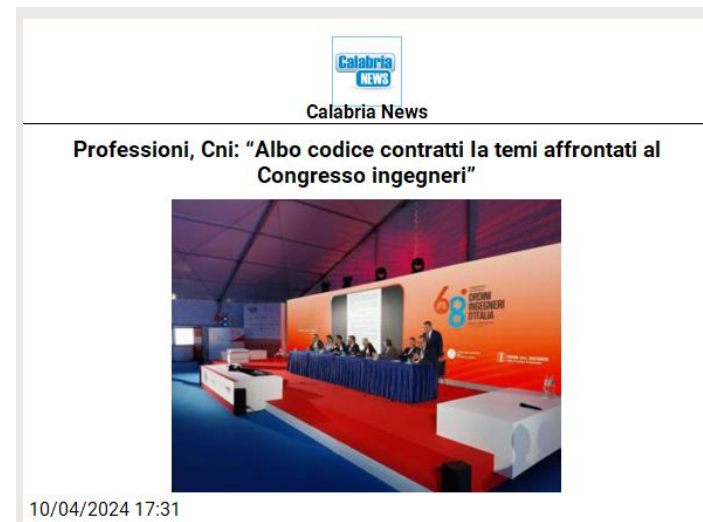 Calabria
NEWS
Calabria News
Professioni, Cni: “Albo codice contratti Ia temi affrontati al
Congresso ingegneri”
68°
ORDINI
INGEGNERI
D'ITALIA
10/04/2024 17:31